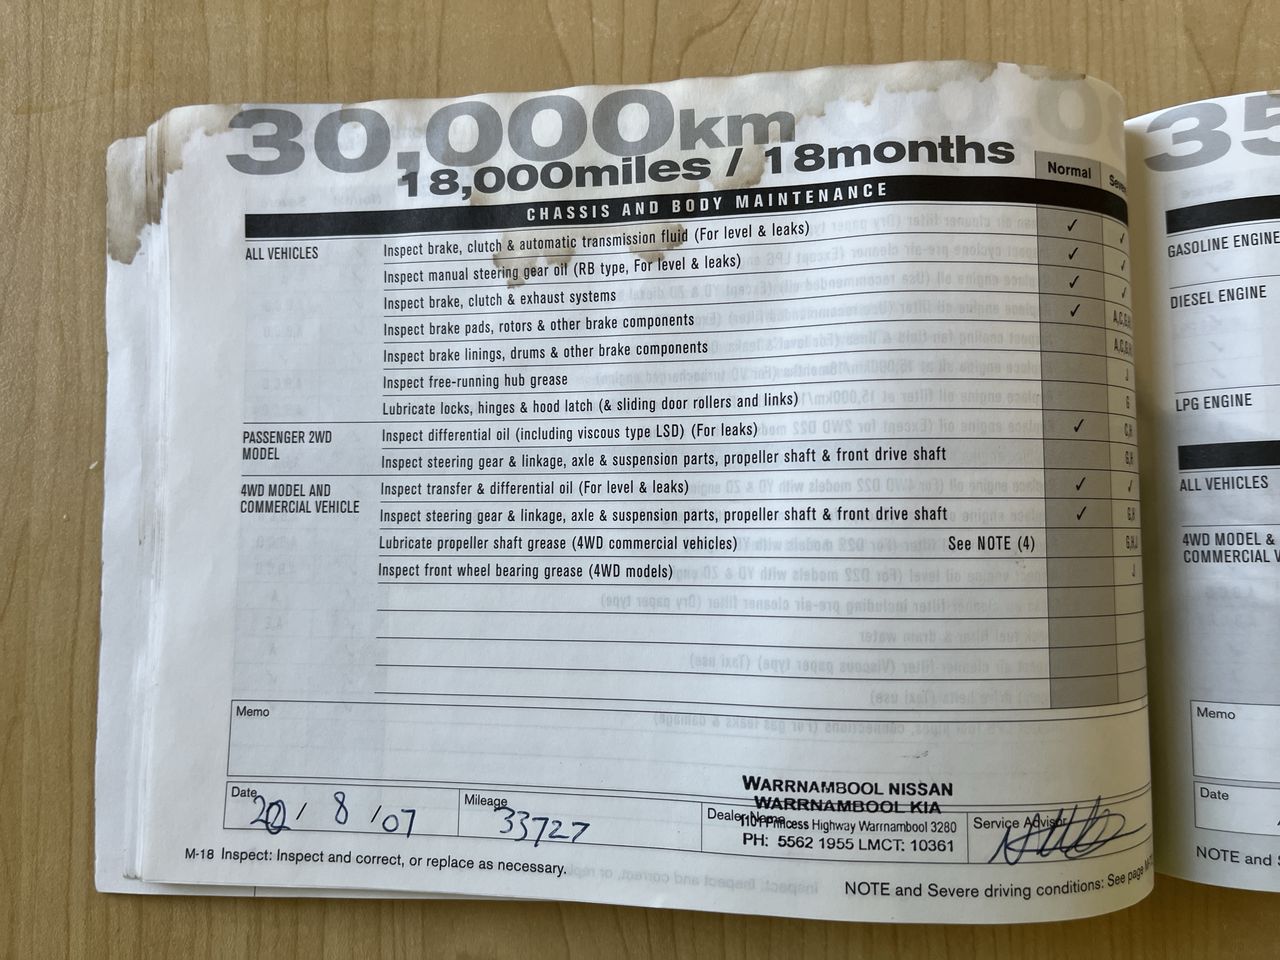 30,000km
18,000miles / 18months
Normal
CHASSIS AND BODY MAINTENANCE
ALL VEHICLES
Inspect brake, clutch & automatic transmission fluid (For level & leaks) ✓ ✓
Inspect manual steering gear oil (RB type, For level & leaks) ✓ ✓
Inspect brake, clutch & exhaust systems ✓ ✓
Inspect brake pads, rotors & other brake components ✓ A,C,G,H
Inspect brake linings, drums & other brake components A,C,G,H
Inspect free-running hub grease J
Lubricate locks, hinges & hood latch (& sliding door rollers and links) G
PASSENGER 2WD MODEL
Inspect differential oil (including viscous type LSD) (For leaks) ✓ C,H
Inspect steering gear & linkage, axle & suspension parts, propeller shaft & front drive shaft G,H
4WD MODEL AND COMMERCIAL VEHICLE
Inspect transfer & differential oil (For level & leaks) ✓ ✓
Inspect steering gear & linkage, axle & suspension parts, propeller shaft & front drive shaft ✓ G,H
Lubricate propeller shaft grease (4WD commercial vehicles) See NOTE (4) G,H,J
Inspect front wheel bearing grease (4WD models) J
Memo
Date 20/8/07
Mileage 33727
Dealer Name
WARRNAMBOOL NISSAN
WARRNAMBOOL KIA
1101 Princess Highway Warrnambool 3280
PH: 5562 1955 LMCT: 10361
Service Advisor
M-18 Inspect: Inspect and correct, or replace as necessary.
NOTE and Severe driving conditions: See page
35
GASOLINE ENGINE
DIESEL ENGINE
LPG ENGINE
ALL VEHICLES
4WD MODEL &
COMMERCIAL
Memo
Date
NOTE and